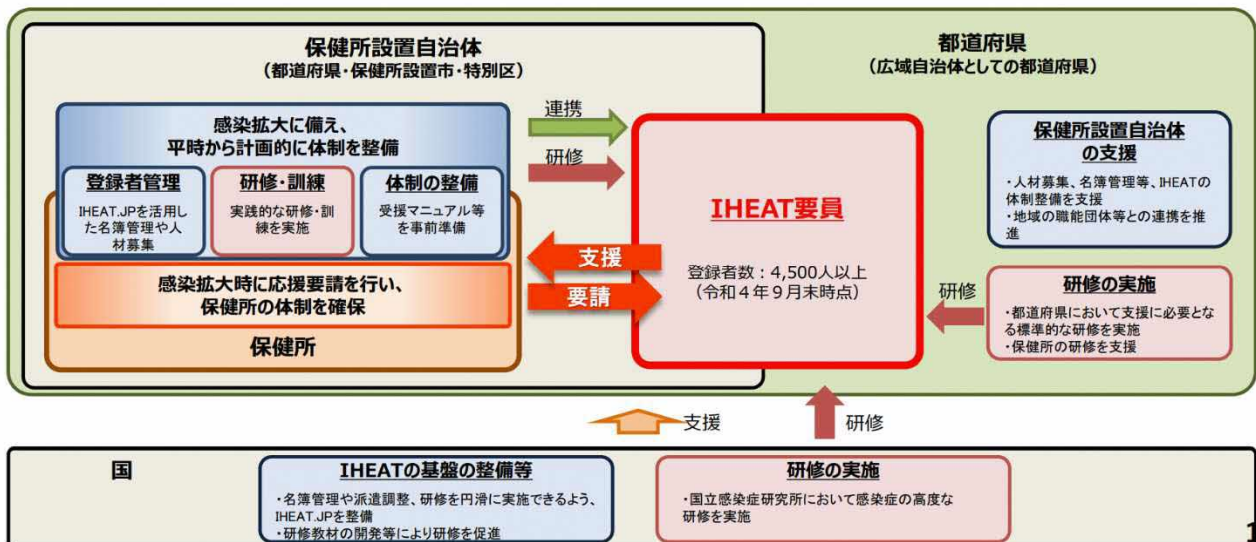 保健所設置自治体
（都道府県・保健所設置市・特別区）
感染拡大に備え、
平時から計画的に体制を整備
登録者管理
IHEAT.JPを活用し
た名簿管理や人
材募集
研修・訓練
実践的な研修・訓
練を実施
体制の整備
受援マニュアル等
を事前準備
感染拡大時に応援要請を行い、
保健所の体制を確保
保健所
連携
研修
支援
要請
IHEAT要員
登録者数：4,500人以上
（令和４年９月末時点）
都道府県
（広域自治体としての都道府県）
保健所設置自治体
の支援
・人材募集、名簿管理等、IHEATの
体制整備を支援
・地域の職能団体等との連携を推
進
研修
研修の実施
・都道府県において支援に必要とな
る標準的な研修を実施
・保健所の研修を支援
支援
研修
国
IHEATの基盤の整備等
・名簿管理や派遣調整、研修を円滑に実施できるよう、
IHEAT.JPを整備
・研修教材の開発等により研修を促進
研修の実施
・国立感染症研究所において感染症の高度な
研修を実施
1